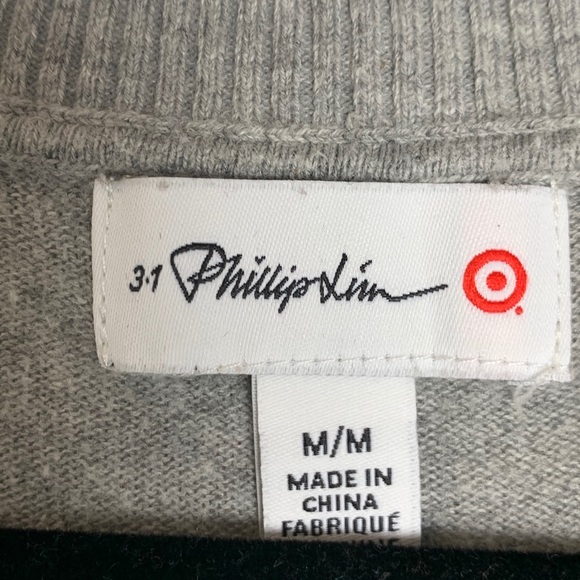 3.1 Phillip Lim
M/M
MADE IN
CHINA
FABRIQUÉ